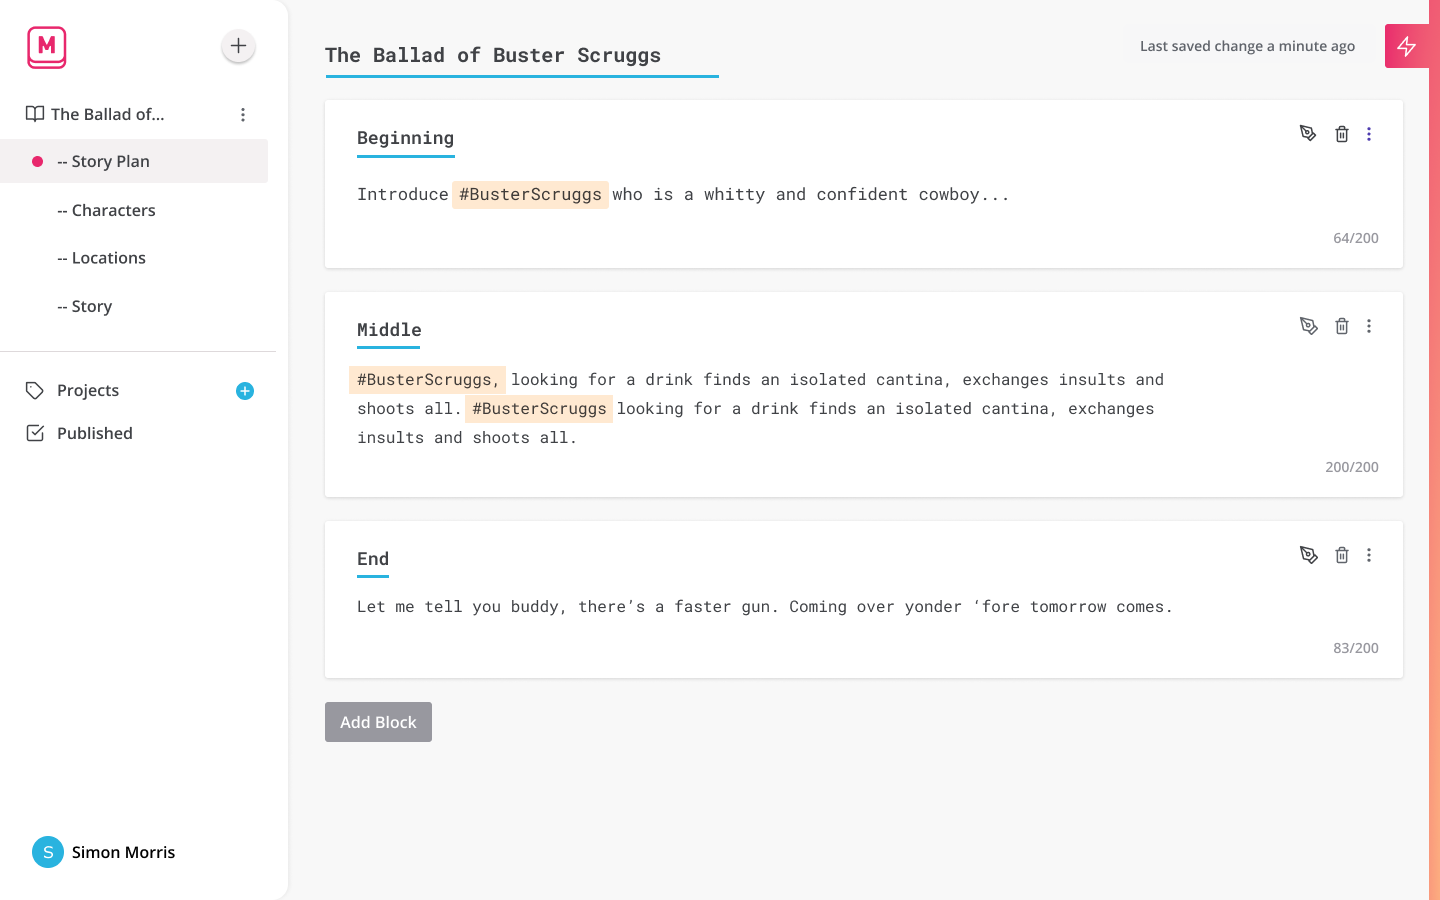 M
The Ballad of...
-- Story Plan
-- Characters
-- Locations
-- Story
Projects
Published
S
Simon Morris
The Ballad of Buster Scruggs
Last saved change a minute ago
Beginning
Introduce #BusterScruggs who is a whitty and confident cowboy...
64/200
Middle
#BusterScruggs, looking for a drink finds an isolated cantina, exchanges insults and
shoots all. #BusterScruggs looking for a drink finds an isolated cantina, exchanges
insults and shoots all.
200/200
End
Let me tell you buddy, there’s a faster gun. Coming over yonder ‘fore tomorrow comes.
83/200
Add Block